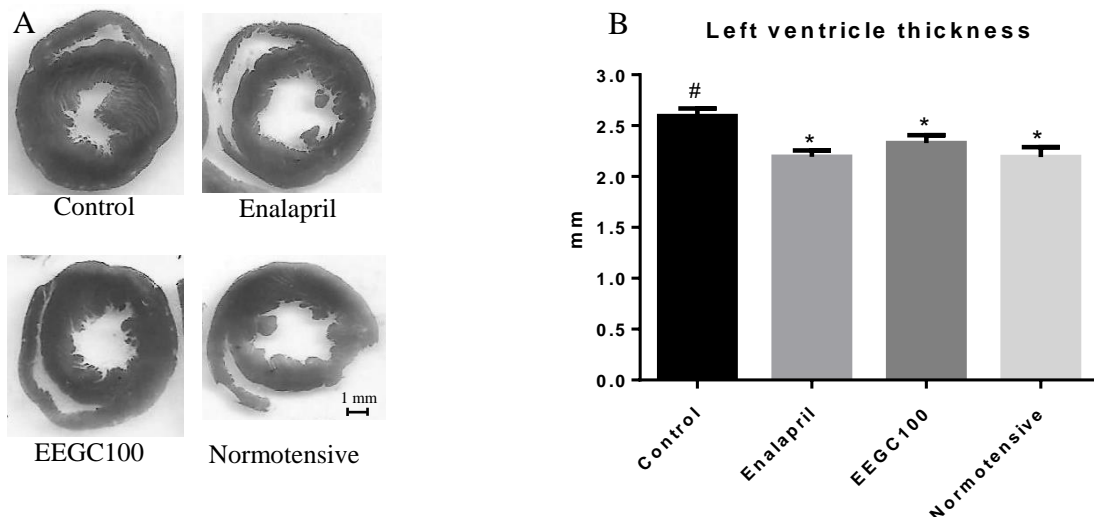 A
Control
Enalapril
EEGC100
Normotensive
1 mm
B
Left ventricle thickness
mm
3.0
2.5
2.0
1.5
1.0
0.5
0.0
#
*
*
*
Control
Enalapril
EEGC100
Normotensive